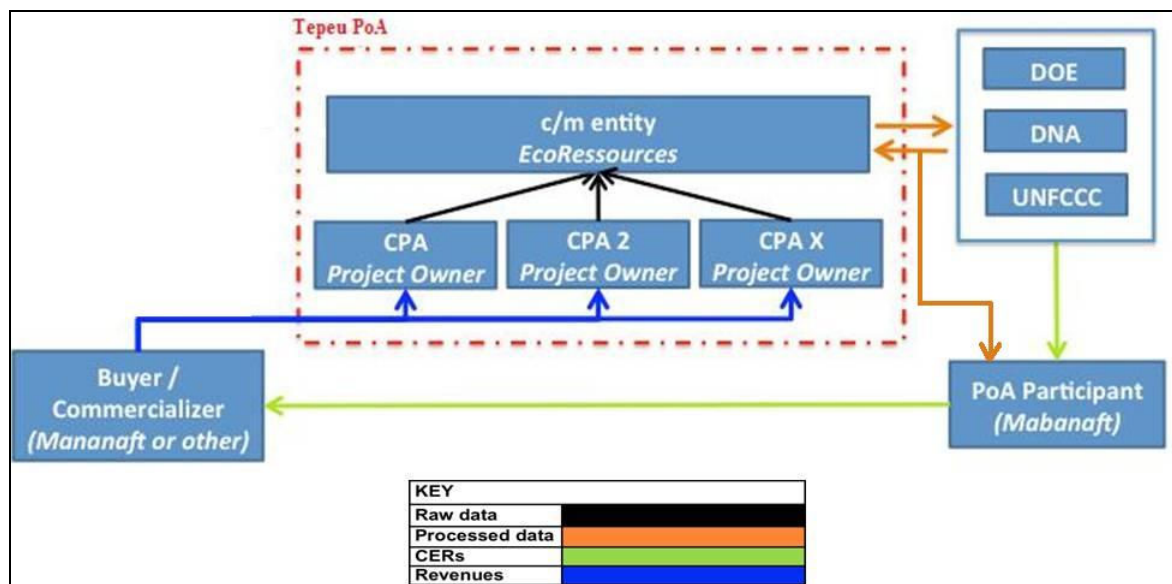 Tepeu PoA
c/m entity
EcoRessources
CPA
Project Owner
CPA 2
Project Owner
CPA X
Project Owner
DOE
DNA
UNFCCC
Buyer /
Commercializer
(Mananaft or other)
PoA Participant
(Mabanaft)
KEY
Raw data
Processed data
CERs
Revenues